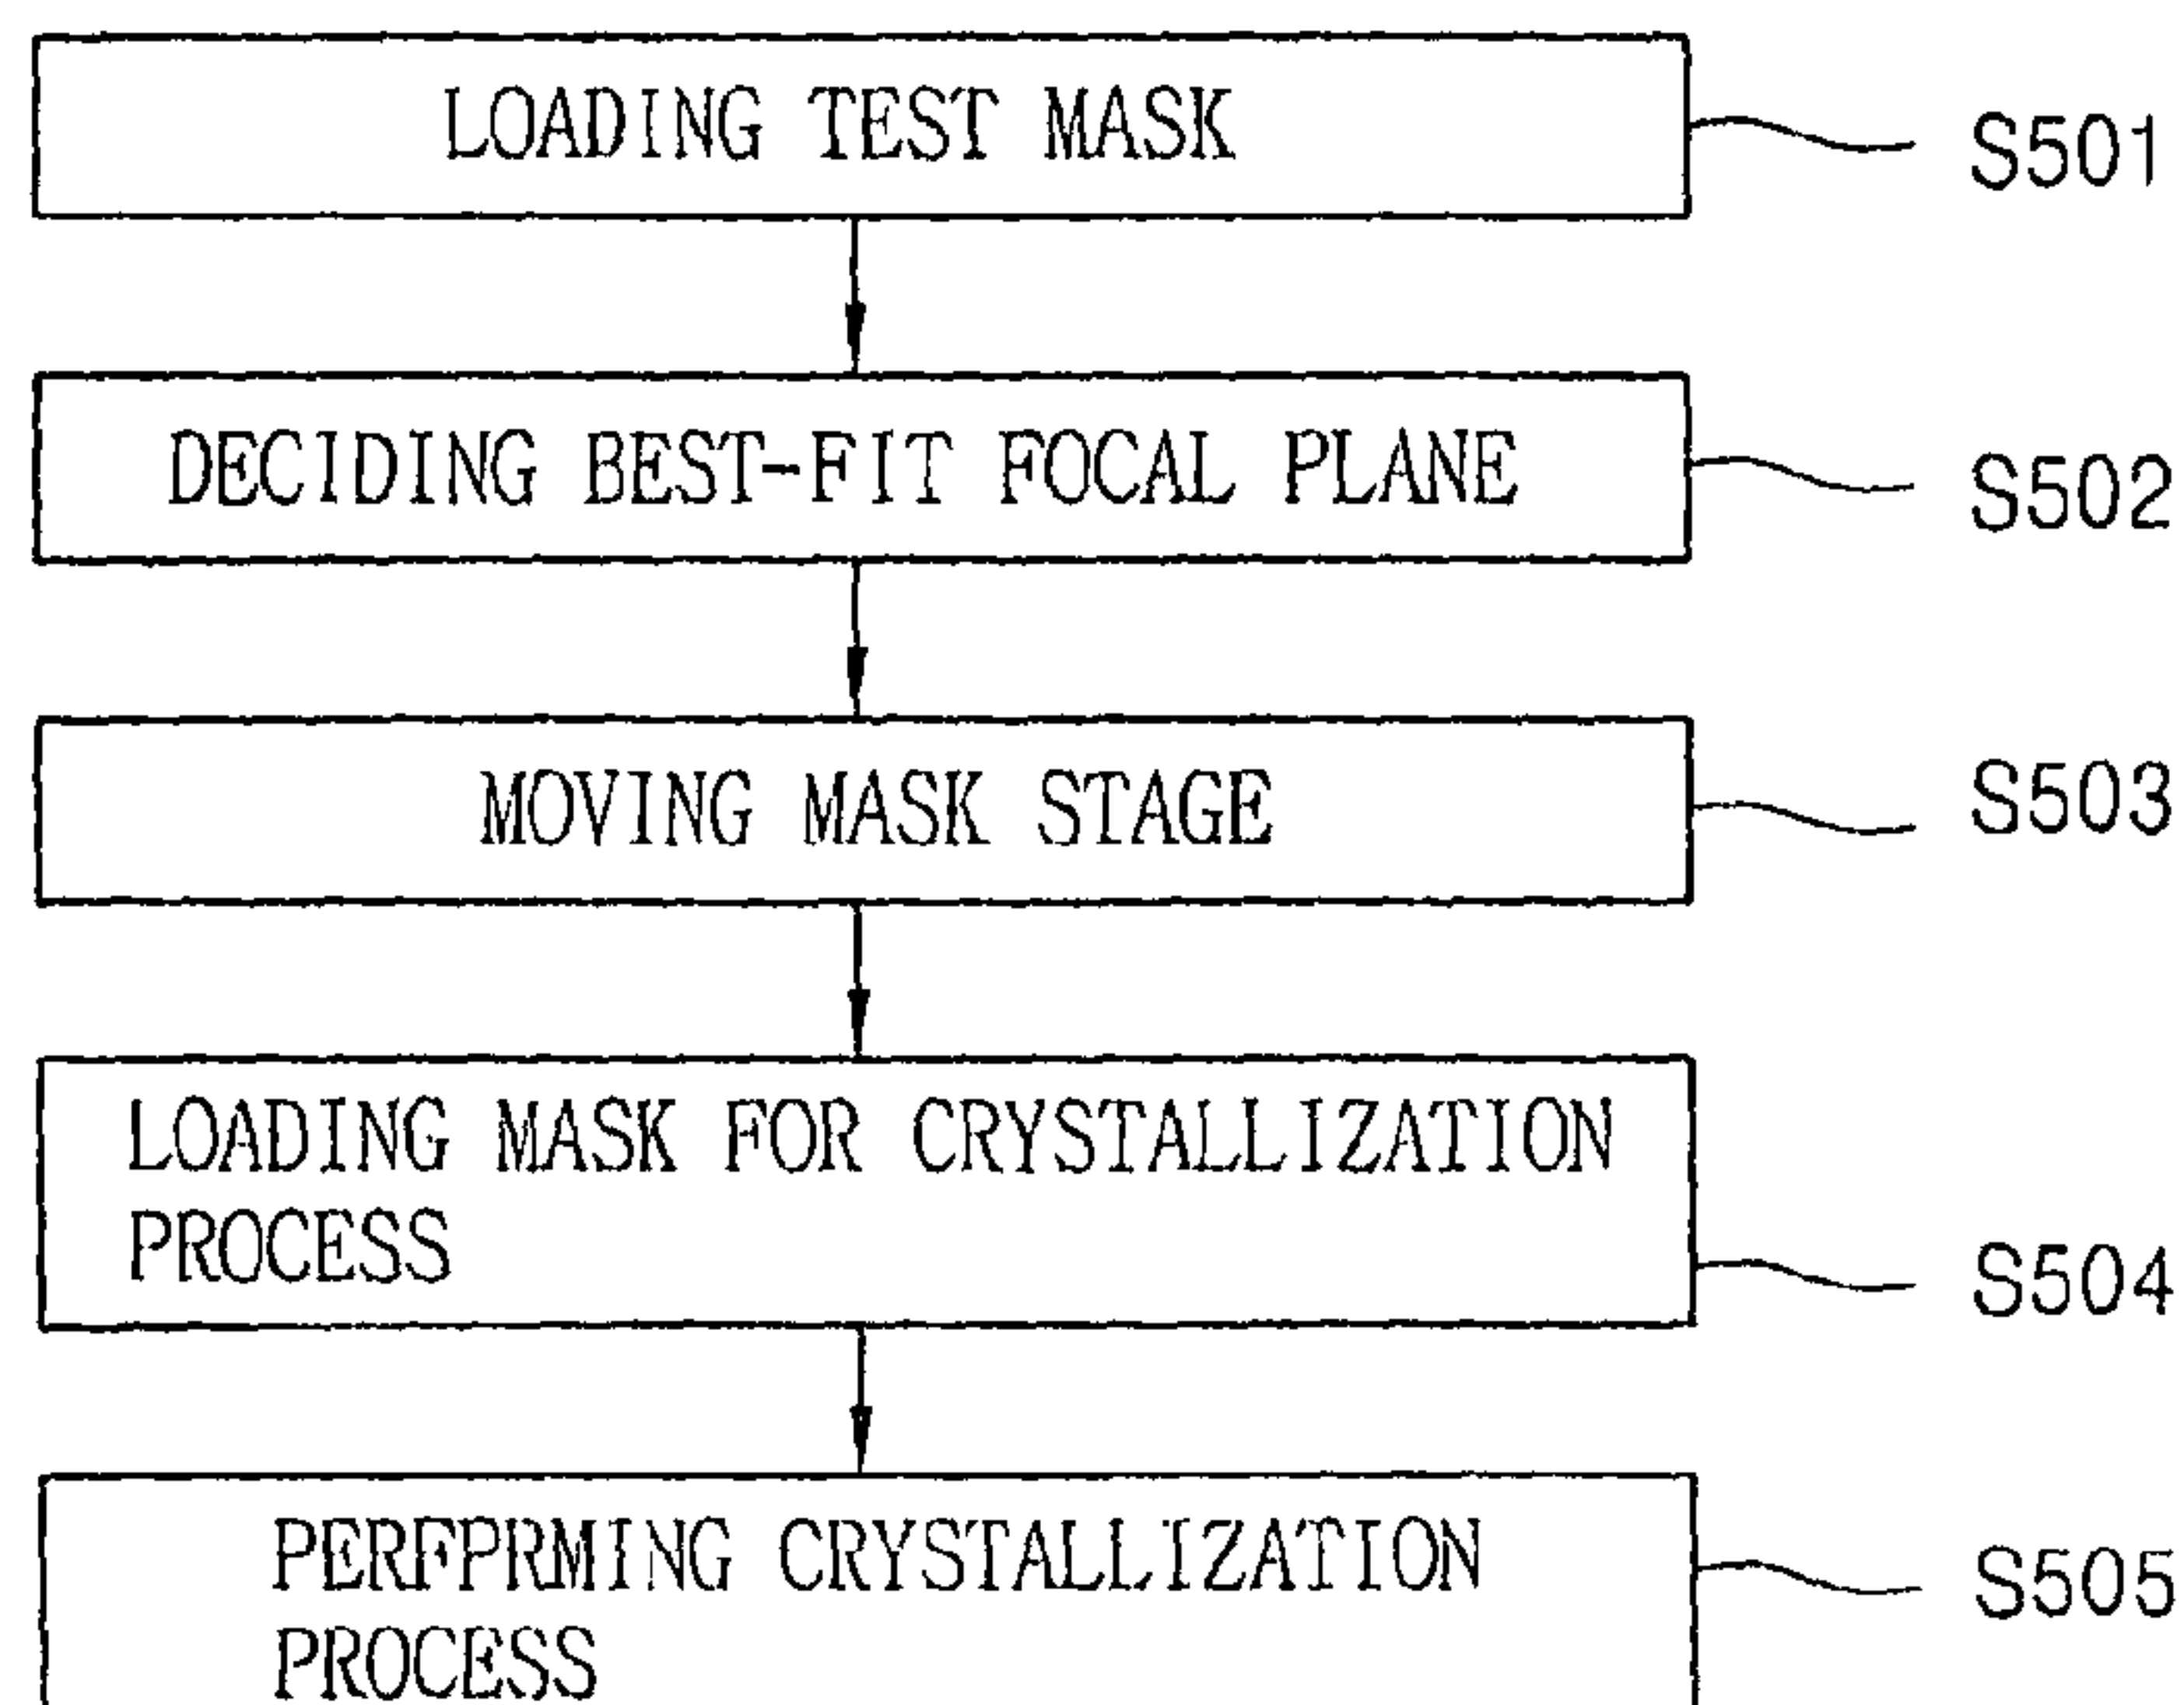 LOADING TEST MASK
S501
DECIDING BEST-FIT FOCAL PLANE
S502
MOVING MASK STAGE
S503
LOADING MASK FOR CRYSTALLIZATION
PROCESS
S504
PERFPRMING CRYSTALLIZATION
PROCESS
S505